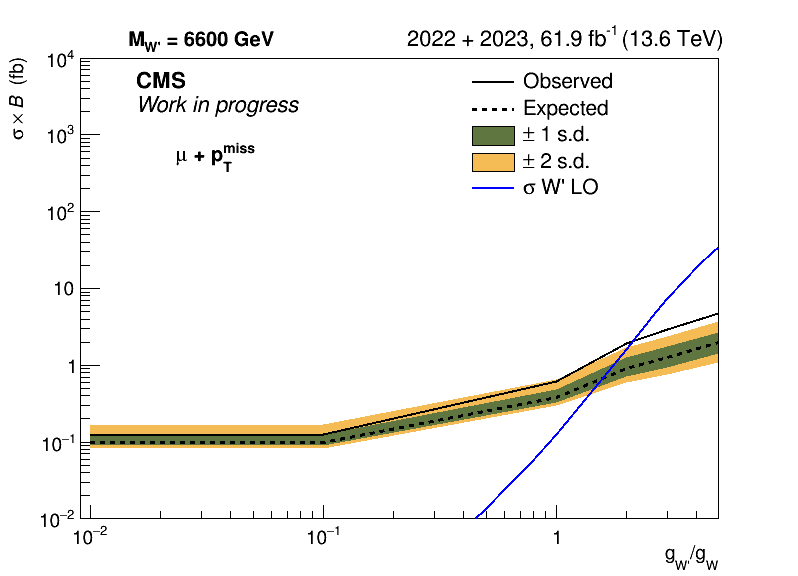 M_W' = 6600 GeV
2022 + 2023, 61.9 fb⁻¹ (13.6 TeV)
σ × B (fb)
10⁴
10³
10²
10
1
10⁻¹
10⁻²
CMS
Work in progress
μ + p_T^miss
Observed
Expected
± 1 s.d.
± 2 s.d.
σ W' LO
10⁻²
10⁻¹
1
g_W'/g_W